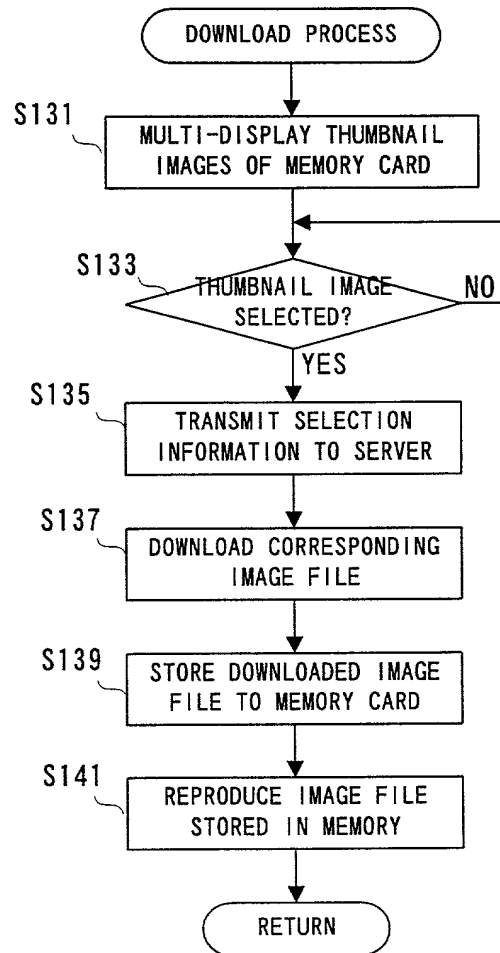 DOWNLOAD PROCESS
S131
MULTI-DISPLAY THUMBNAIL
IMAGES OF MEMORY CARD
S133
THUMBNAIL IMAGE
SELECTED?
NO
YES
S135
TRANSMIT SELECTION
INFORMATION TO SERVER
S137
DOWNLOAD CORRESPONDING
IMAGE FILE
S139
STORE DOWNLOADED IMAGE
FILE TO MEMORY CARD
S141
REPRODUCE IMAGE FILE
STORED IN MEMORY
RETURN